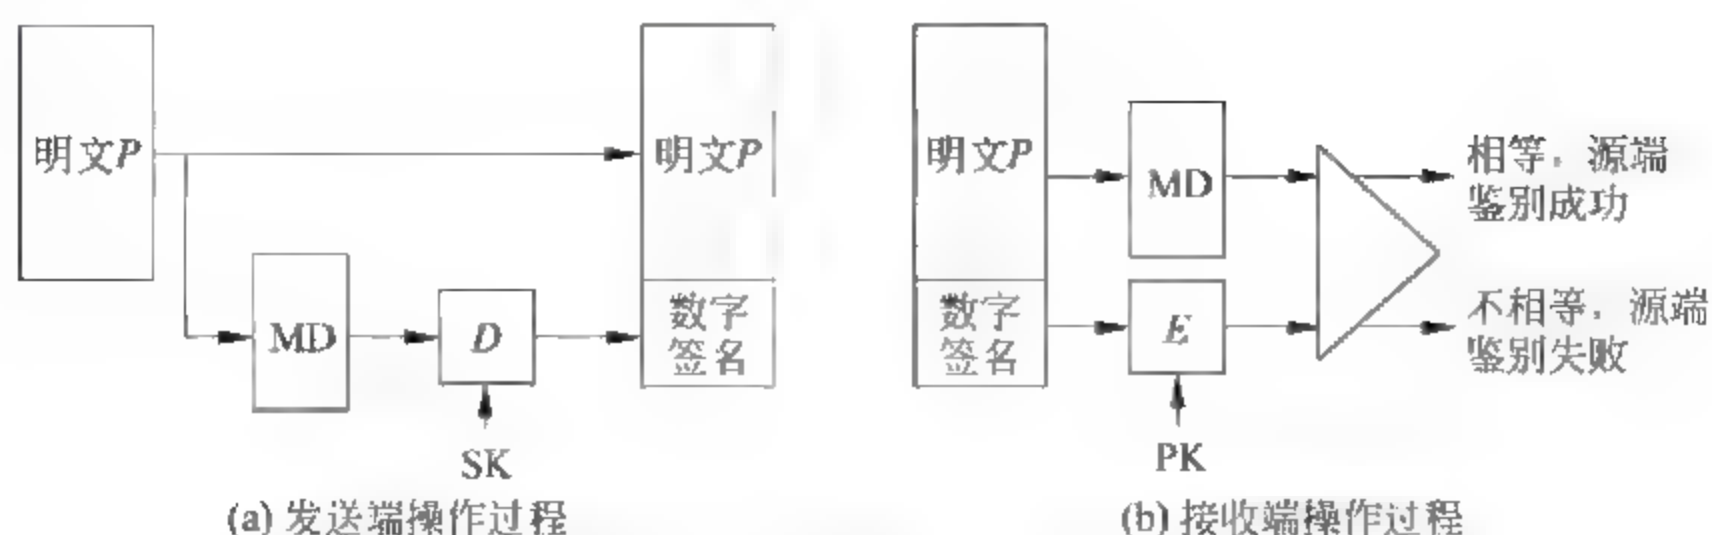 明文P
MD
D
SK
明文P
数字
签名
(a) 发送端操作过程
明文P
数字
签名
MD
E
PK
相等，源端
鉴别成功
不相等，源端
鉴别失败
(b) 接收端操作过程